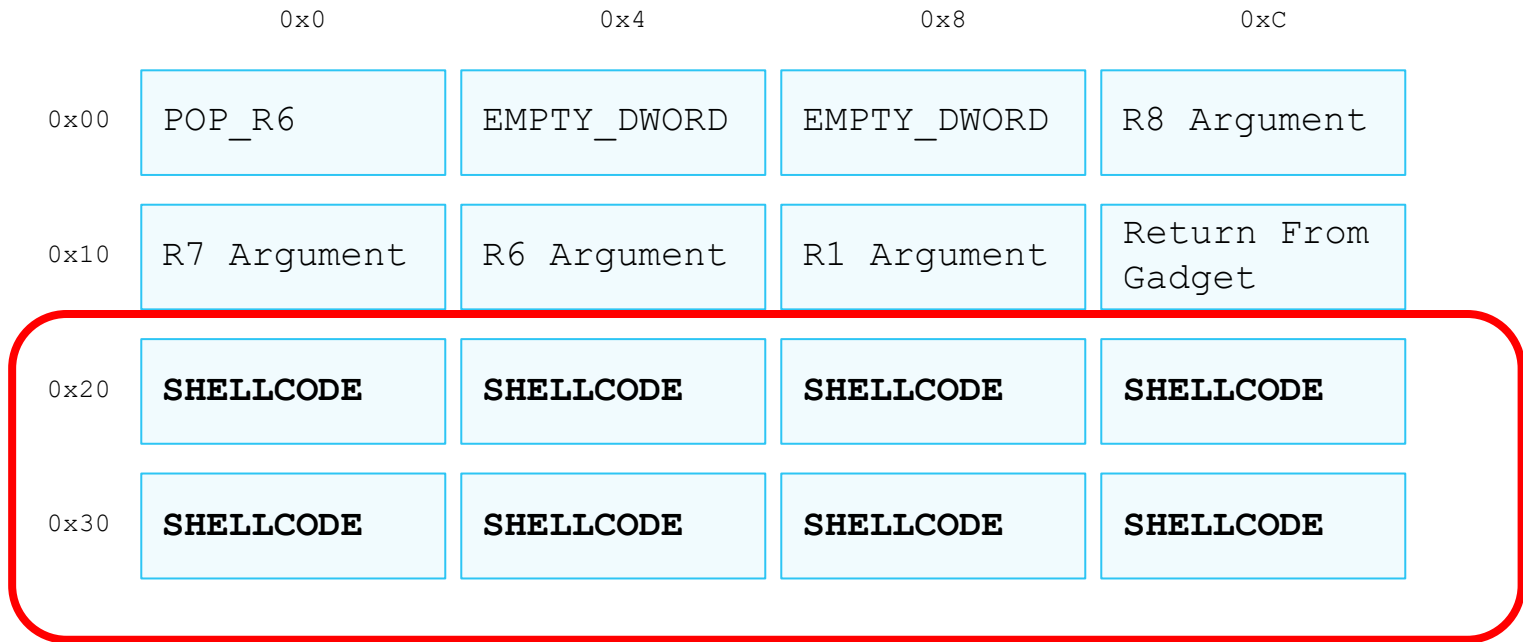 0x0 0x4 0x8 0xC
0x00 POP_R6 EMPTY_DWORD EMPTY_DWORD R8 Argument
0x10 R7 Argument R6 Argument R1 Argument Return From
Gadget
0x20 SHELLCODE SHELLCODE SHELLCODE SHELLCODE
0x30 SHELLCODE SHELLCODE SHELLCODE SHELLCODE